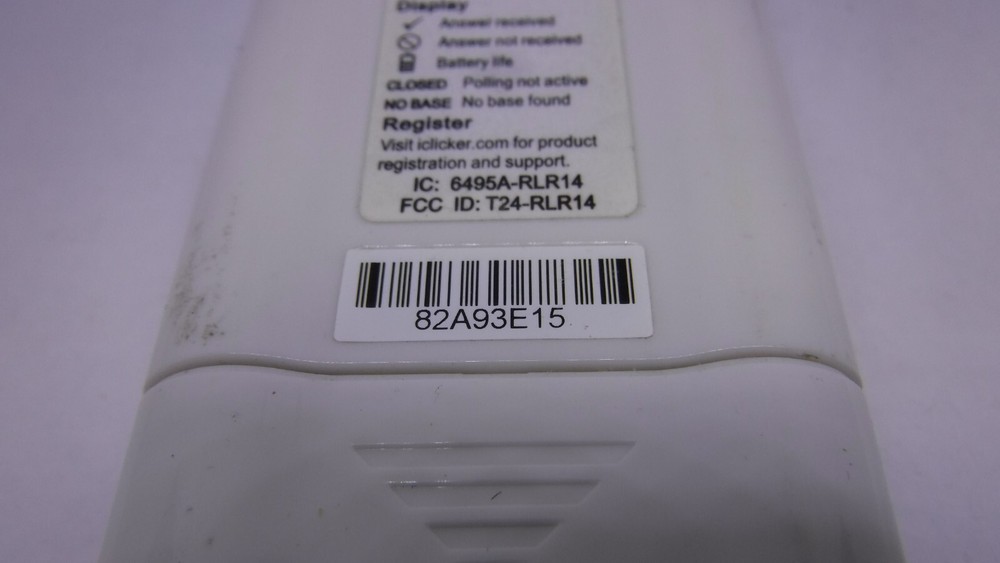 Display
Answer received
Answer not received
Battery life
CLOSED Polling not active
NO BASE No base found
Register
Visit iclicker.com for product
registration and support.
IC: 6495A-RLR14
FCC ID: T24-RLR14
82A93E15